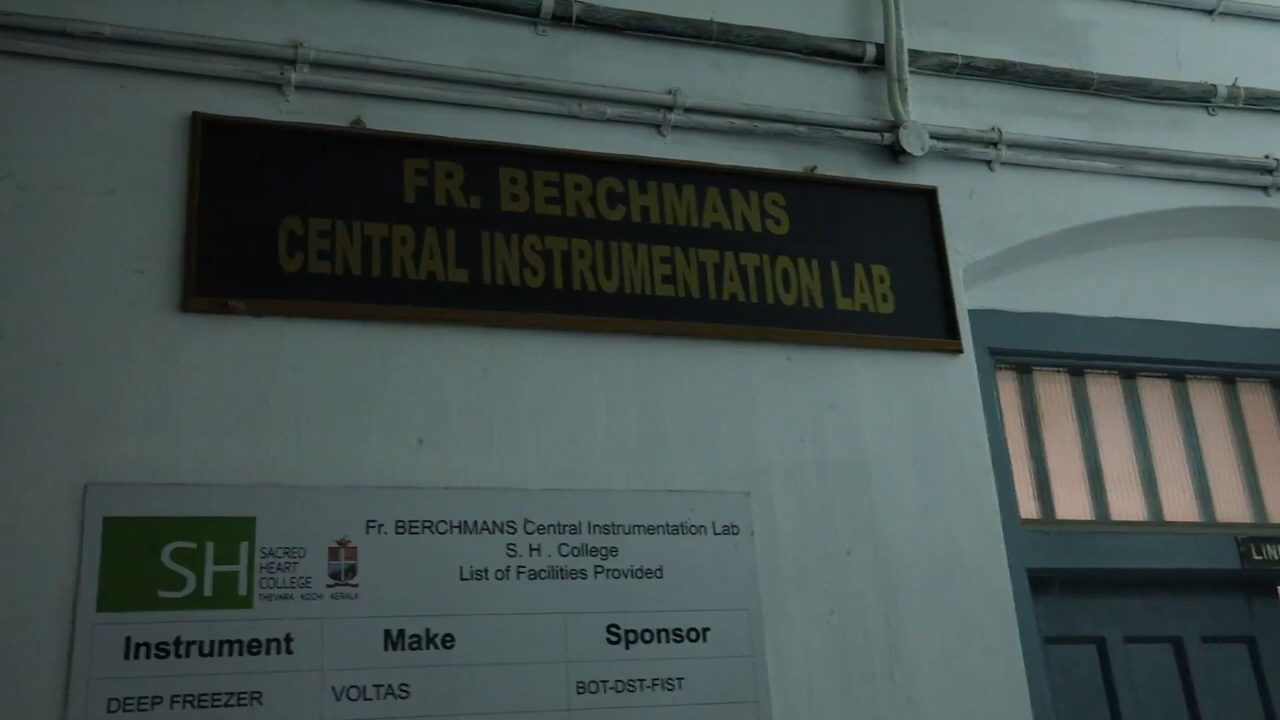 FR. BERCHMANS
CENTRAL INSTRUMENTATION LAB
Fr. BERCHMANS Central Instrumentation Lab
S. H . College
List of Facilities Provided
SH
SACRED
HEART
COLLEGE
THEVARA KOCHI KERALA
Instrument Make Sponsor
DEEP FREEZER VOLTAS BOT-DST-FIST